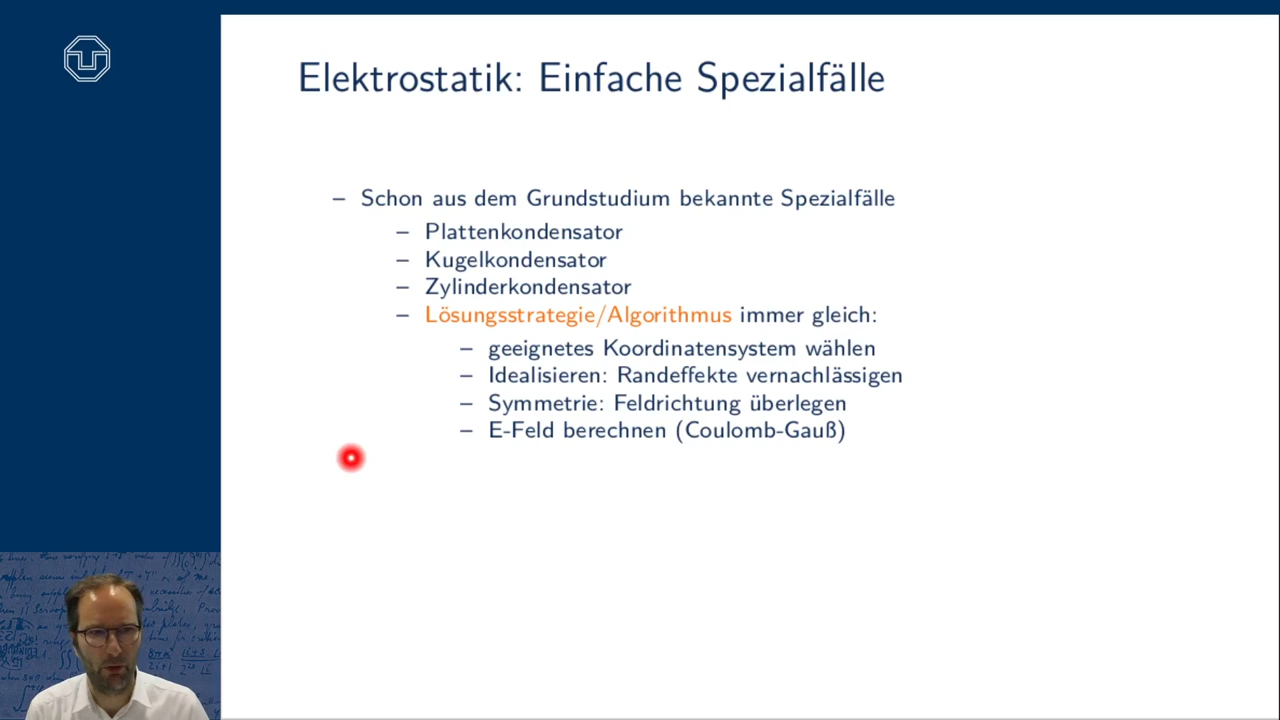 Elektrostatik: Einfache Spezialfälle
– Schon aus dem Grundstudium bekannte Spezialfälle
– Plattenkondensator
– Kugelkondensator
– Zylinderkondensator
– Lösungsstrategie/Algorithmus immer gleich:
– geeignetes Koordinatensystem wählen
– Idealisieren: Randeffekte vernachlässigen
– Symmetrie: Feldrichtung überlegen
– E-Feld berechnen (Coulomb-Gauß)